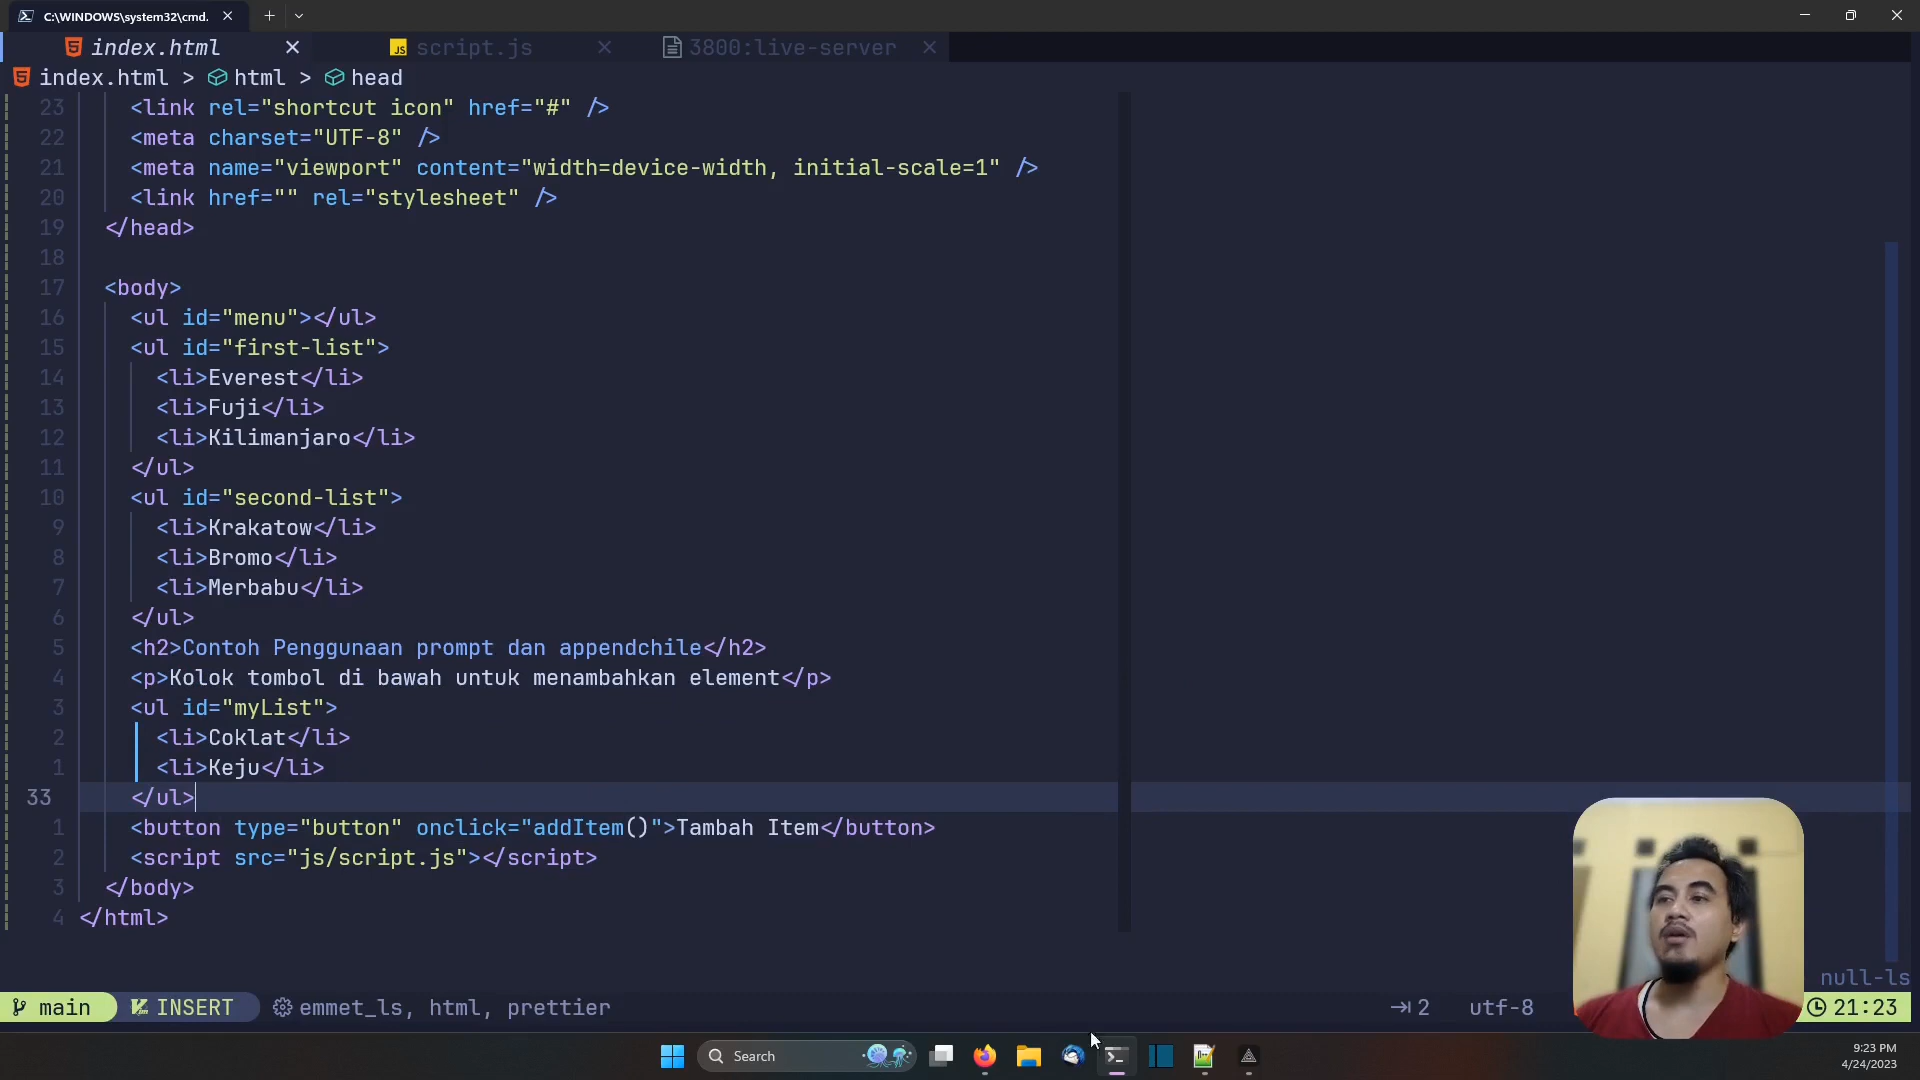 C:\WINDOWS\system32\cmd.
index.html
script.js
3800:live-server
index.html > html > head
23 <link rel="shortcut icon" href="#" />
22 <meta charset="UTF-8" />
21 <meta name="viewport" content="width=device-width, initial-scale=1" />
20 <link href="" rel="stylesheet" />
19 </head>
18
17 <body>
16 <ul id="menu"></ul>
15 <ul id="first-list">
14 <li>Everest</li>
13 <li>Fuji</li>
12 <li>Kilimanjaro</li>
11 </ul>
10 <ul id="second-list">
9 <li>Krakatow</li>
8 <li>Bromo</li>
7 <li>Merbabu</li>
6 </ul>
5 <h2>Contoh Penggunaan prompt dan appendchile</h2>
4 <p>Kolok tombol di bawah untuk menambahkan element</p>
3 <ul id="myList">
2 <li>Coklat</li>
1 <li>Keju</li>
33 </ul>
1 <button type="button" onclick="addItem()">Tambah Item</button>
2 <script src="js/script.js"></script>
3 </body>
4 </html>
null-ls
main INSERT emmet_ls, html, prettier 2 utf-8 21:23
Search
9:23 PM
4/24/2023